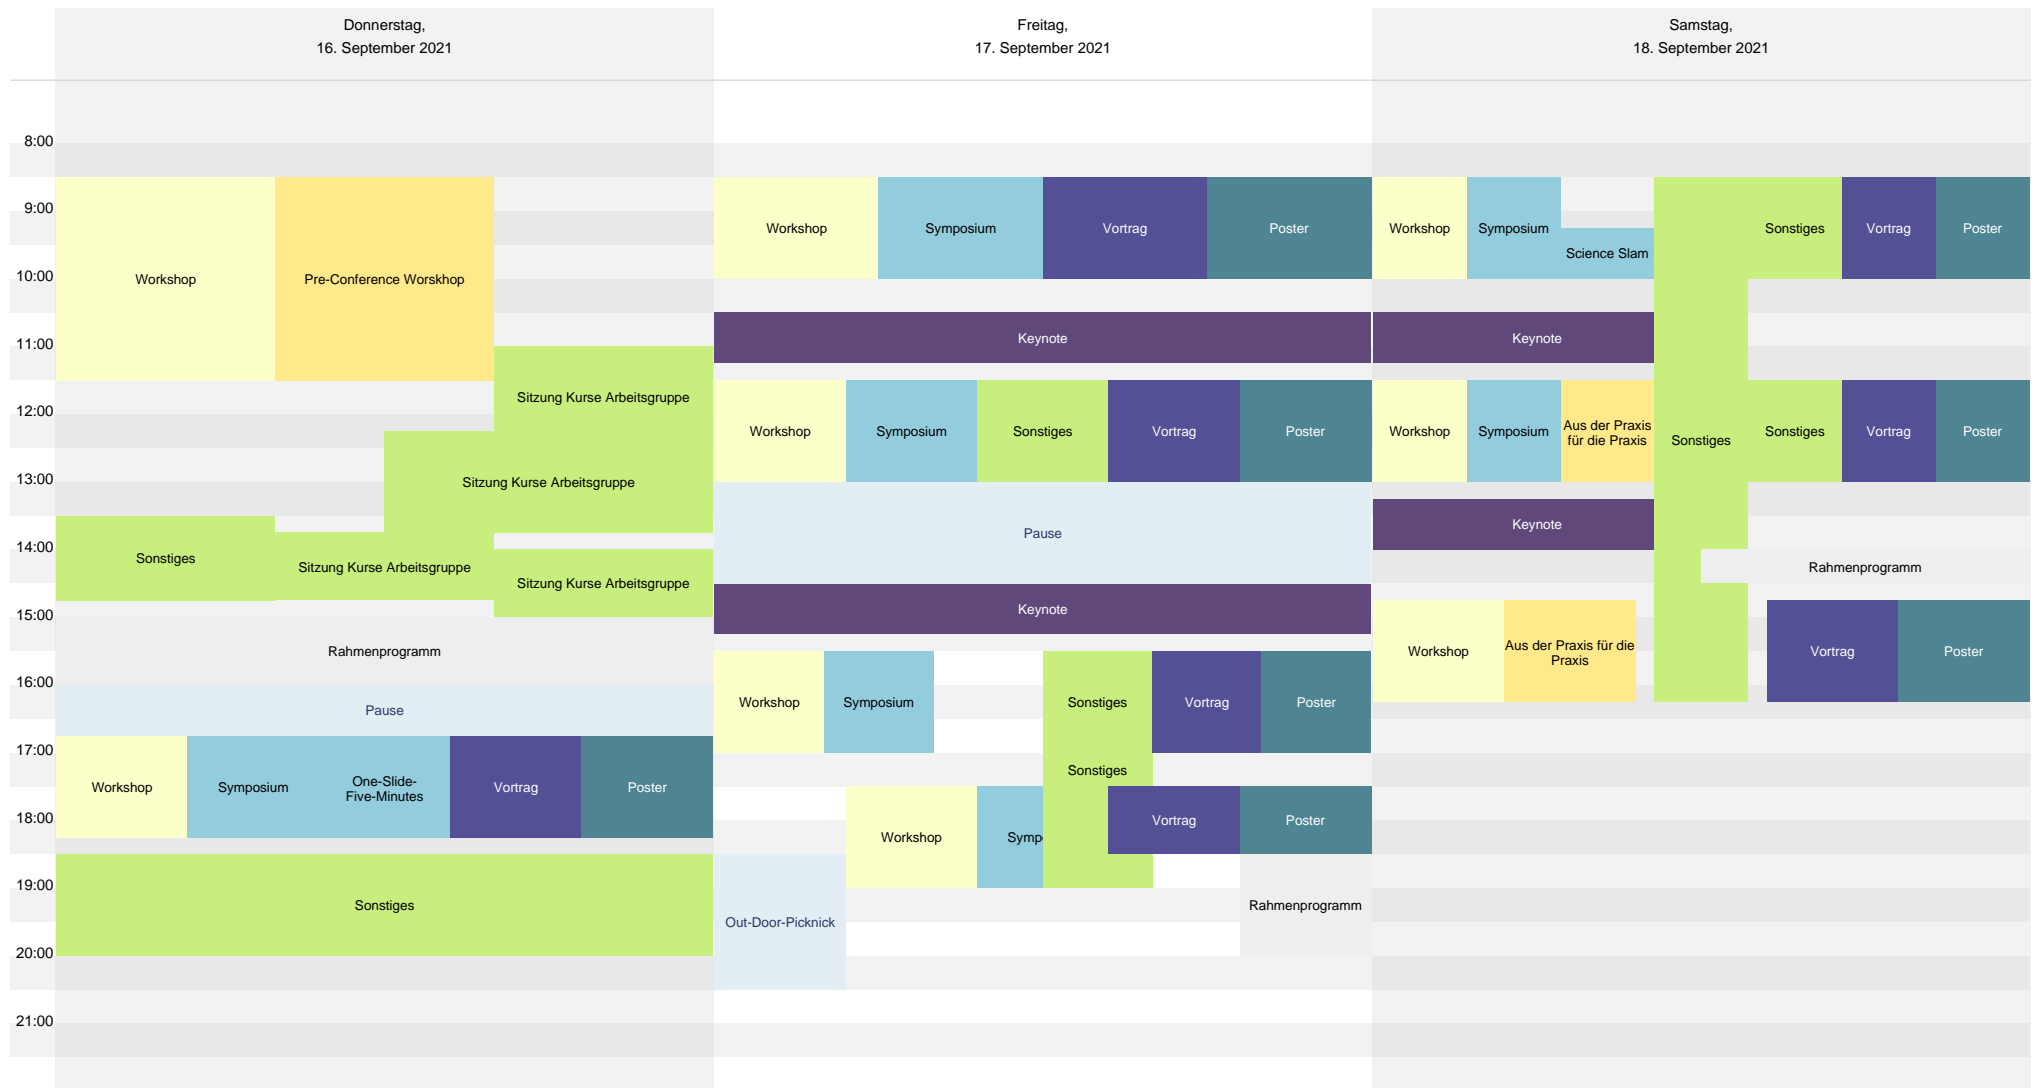 Donnerstag,
16. September 2021
Freitag,
17. September 2021
Samstag,
18. September 2021
8:00
9:00
10:00
11:00
12:00
13:00
14:00
15:00
16:00
17:00
18:00
19:00
20:00
21:00
Workshop
Pre-Conference Worskhop
Sitzung Kurse Arbeitsgruppe
Sitzung Kurse Arbeitsgruppe
Sonstiges
Sitzung Kurse Arbeitsgruppe
Sitzung Kurse Arbeitsgruppe
Rahmenprogramm
Pause
Workshop
Symposium
One-Slide-
Five-Minutes
Vortrag
Poster
Sonstiges
Workshop
Symposium
Vortrag
Poster
Keynote
Workshop
Symposium
Sonstiges
Vortrag
Poster
Pause
Keynote
Workshop
Symposium
Sonstiges
Vortrag
Poster
Sonstiges
Workshop
Symp
Vortrag
Poster
Out-Door-Picknick
Rahmenprogramm
Workshop
Symposium
Science Slam
Sonstiges
Vortrag
Poster
Keynote
Workshop
Symposium
Aus der Praxis
für die Praxis
Sonstiges
Sonstiges
Vortrag
Poster
Keynote
Rahmenprogramm
Workshop
Aus der Praxis für die
Praxis
Vortrag
Poster